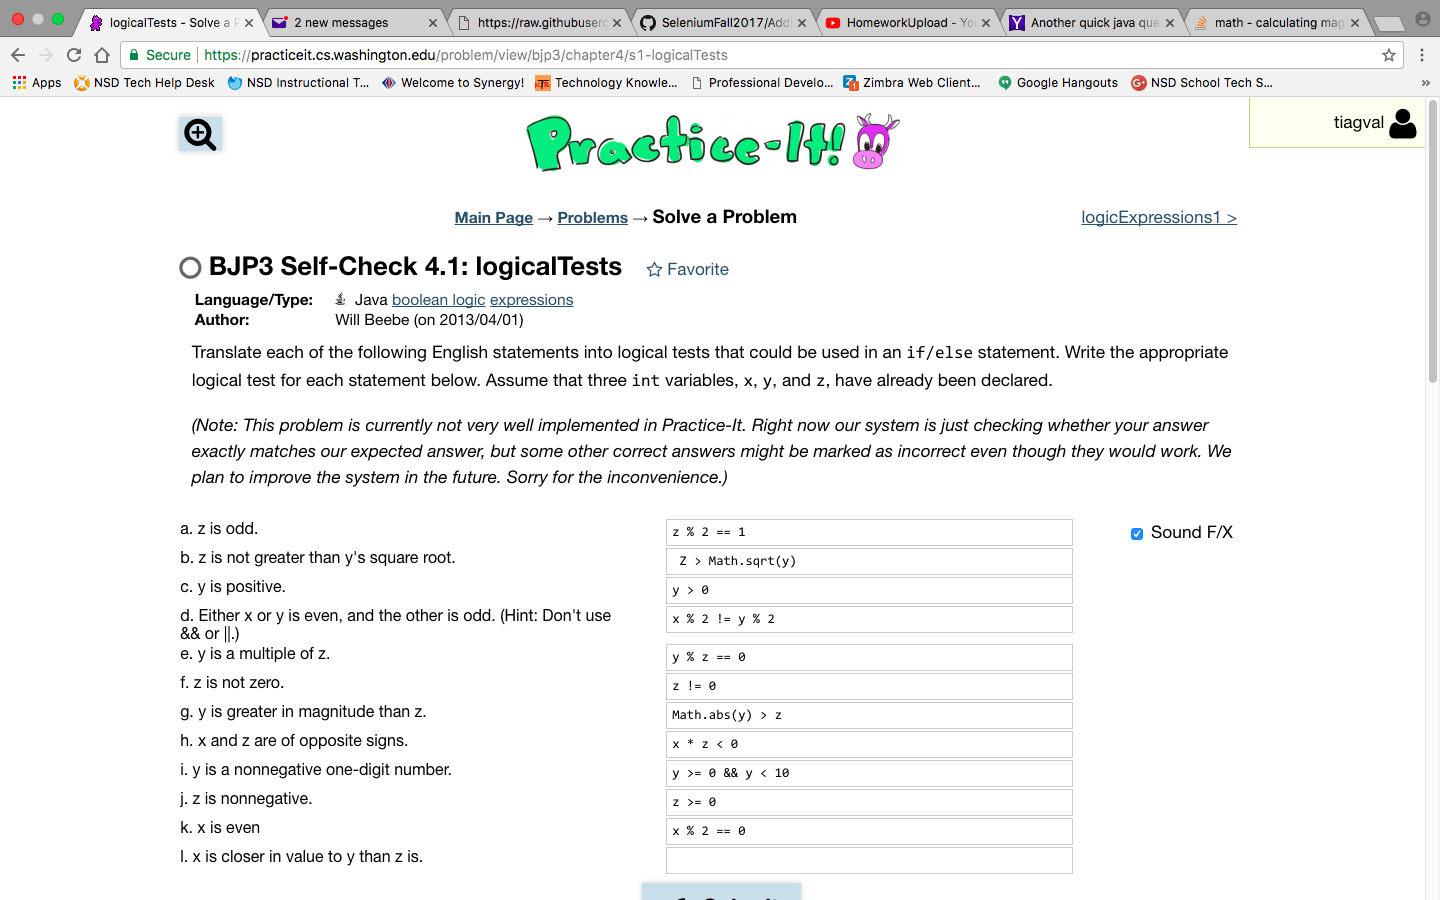 logicalTests - Solve a P
2 new messages
https://raw.githubuserc
SeleniumFall2017/Addi
HomeworkUpload - Yo
Another quick java que
math - calculating mag
Secure
https://practiceit.cs.washington.edu/problem/view/bjp3/chapter4/s1-logicalTests
Apps
NSD Tech Help Desk
NSD Instructional T...
Welcome to Synergy!
Technology Knowle...
Professional Develo...
Zimbra Web Client...
Google Hangouts
NSD School Tech S...
»
Practice-It!
tiagval
Main Page → Problems → Solve a Problem
logicExpressions1 >
BJP3 Self-Check 4.1: logicalTests
Favorite
Language/Type: Java boolean logic expressions
Author: Will Beebe (on 2013/04/01)
Translate each of the following English statements into logical tests that could be used in an if/else statement. Write the appropriate
logical test for each statement below. Assume that three int variables, x, y, and z, have already been declared.
(Note: This problem is currently not very well implemented in Practice-It. Right now our system is just checking whether your answer
exactly matches our expected answer, but some other correct answers might be marked as incorrect even though they would work. We
plan to improve the system in the future. Sorry for the inconvenience.)
a. z is odd.
z % 2 == 1
Sound F/X
b. z is not greater than y's square root.
Z > Math.sqrt(y)
c. y is positive.
y > 0
d. Either x or y is even, and the other is odd. (Hint: Don't use
&& or ||.)
x % 2 != y % 2
e. y is a multiple of z.
y % z == 0
f. z is not zero.
z != 0
g. y is greater in magnitude than z.
Math.abs(y) > z
h. x and z are of opposite signs.
x * z < 0
i. y is a nonnegative one-digit number.
y >= 0 && y < 10
j. z is nonnegative.
z >= 0
k. x is even
x % 2 == 0
l. x is closer in value to y than z is.